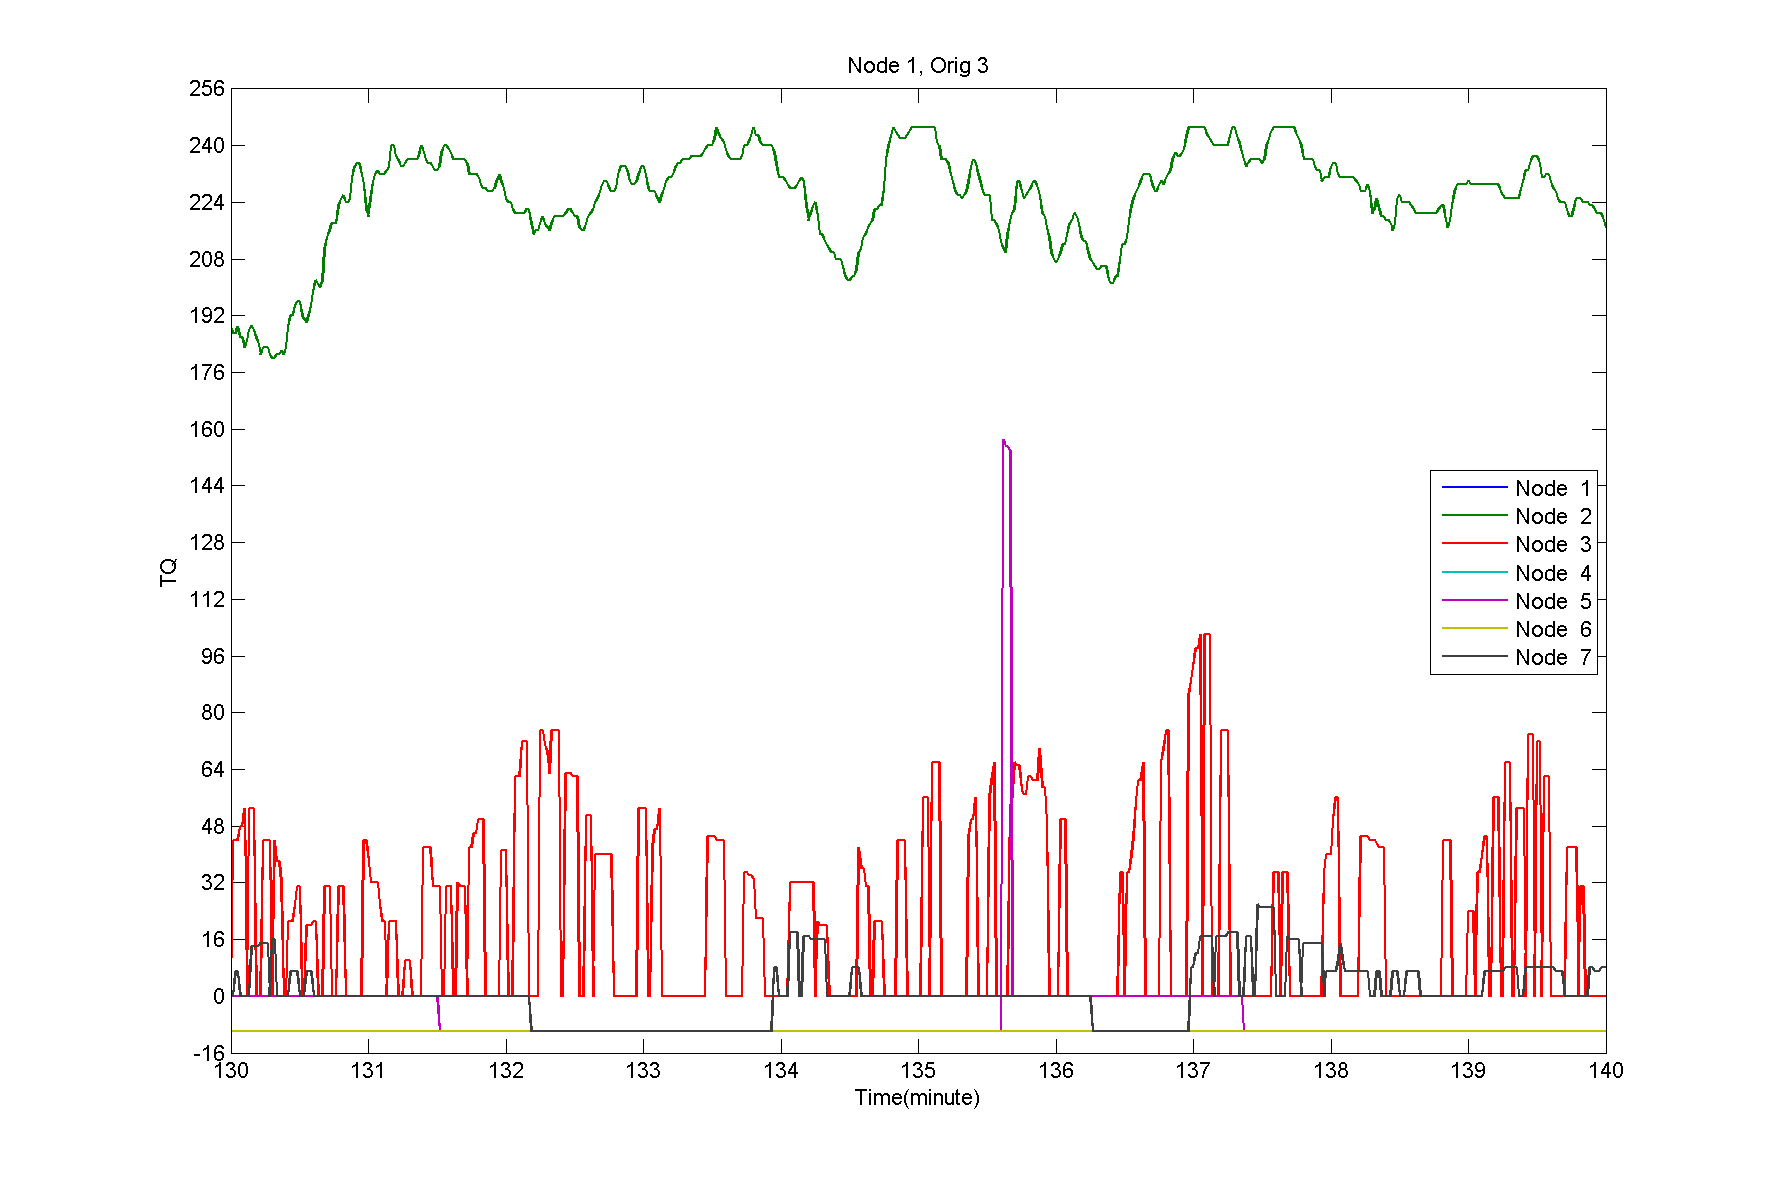 Node 1, Orig 3
256
240
224
208
192
176
160
144
128
112
96
80
64
48
32
16
0
-16
TQ
Node 1
Node 2
Node 3
Node 4
Node 5
Node 6
Node 7
130 131 132 133 134 135 136 137 138 139 140
Time(minute)